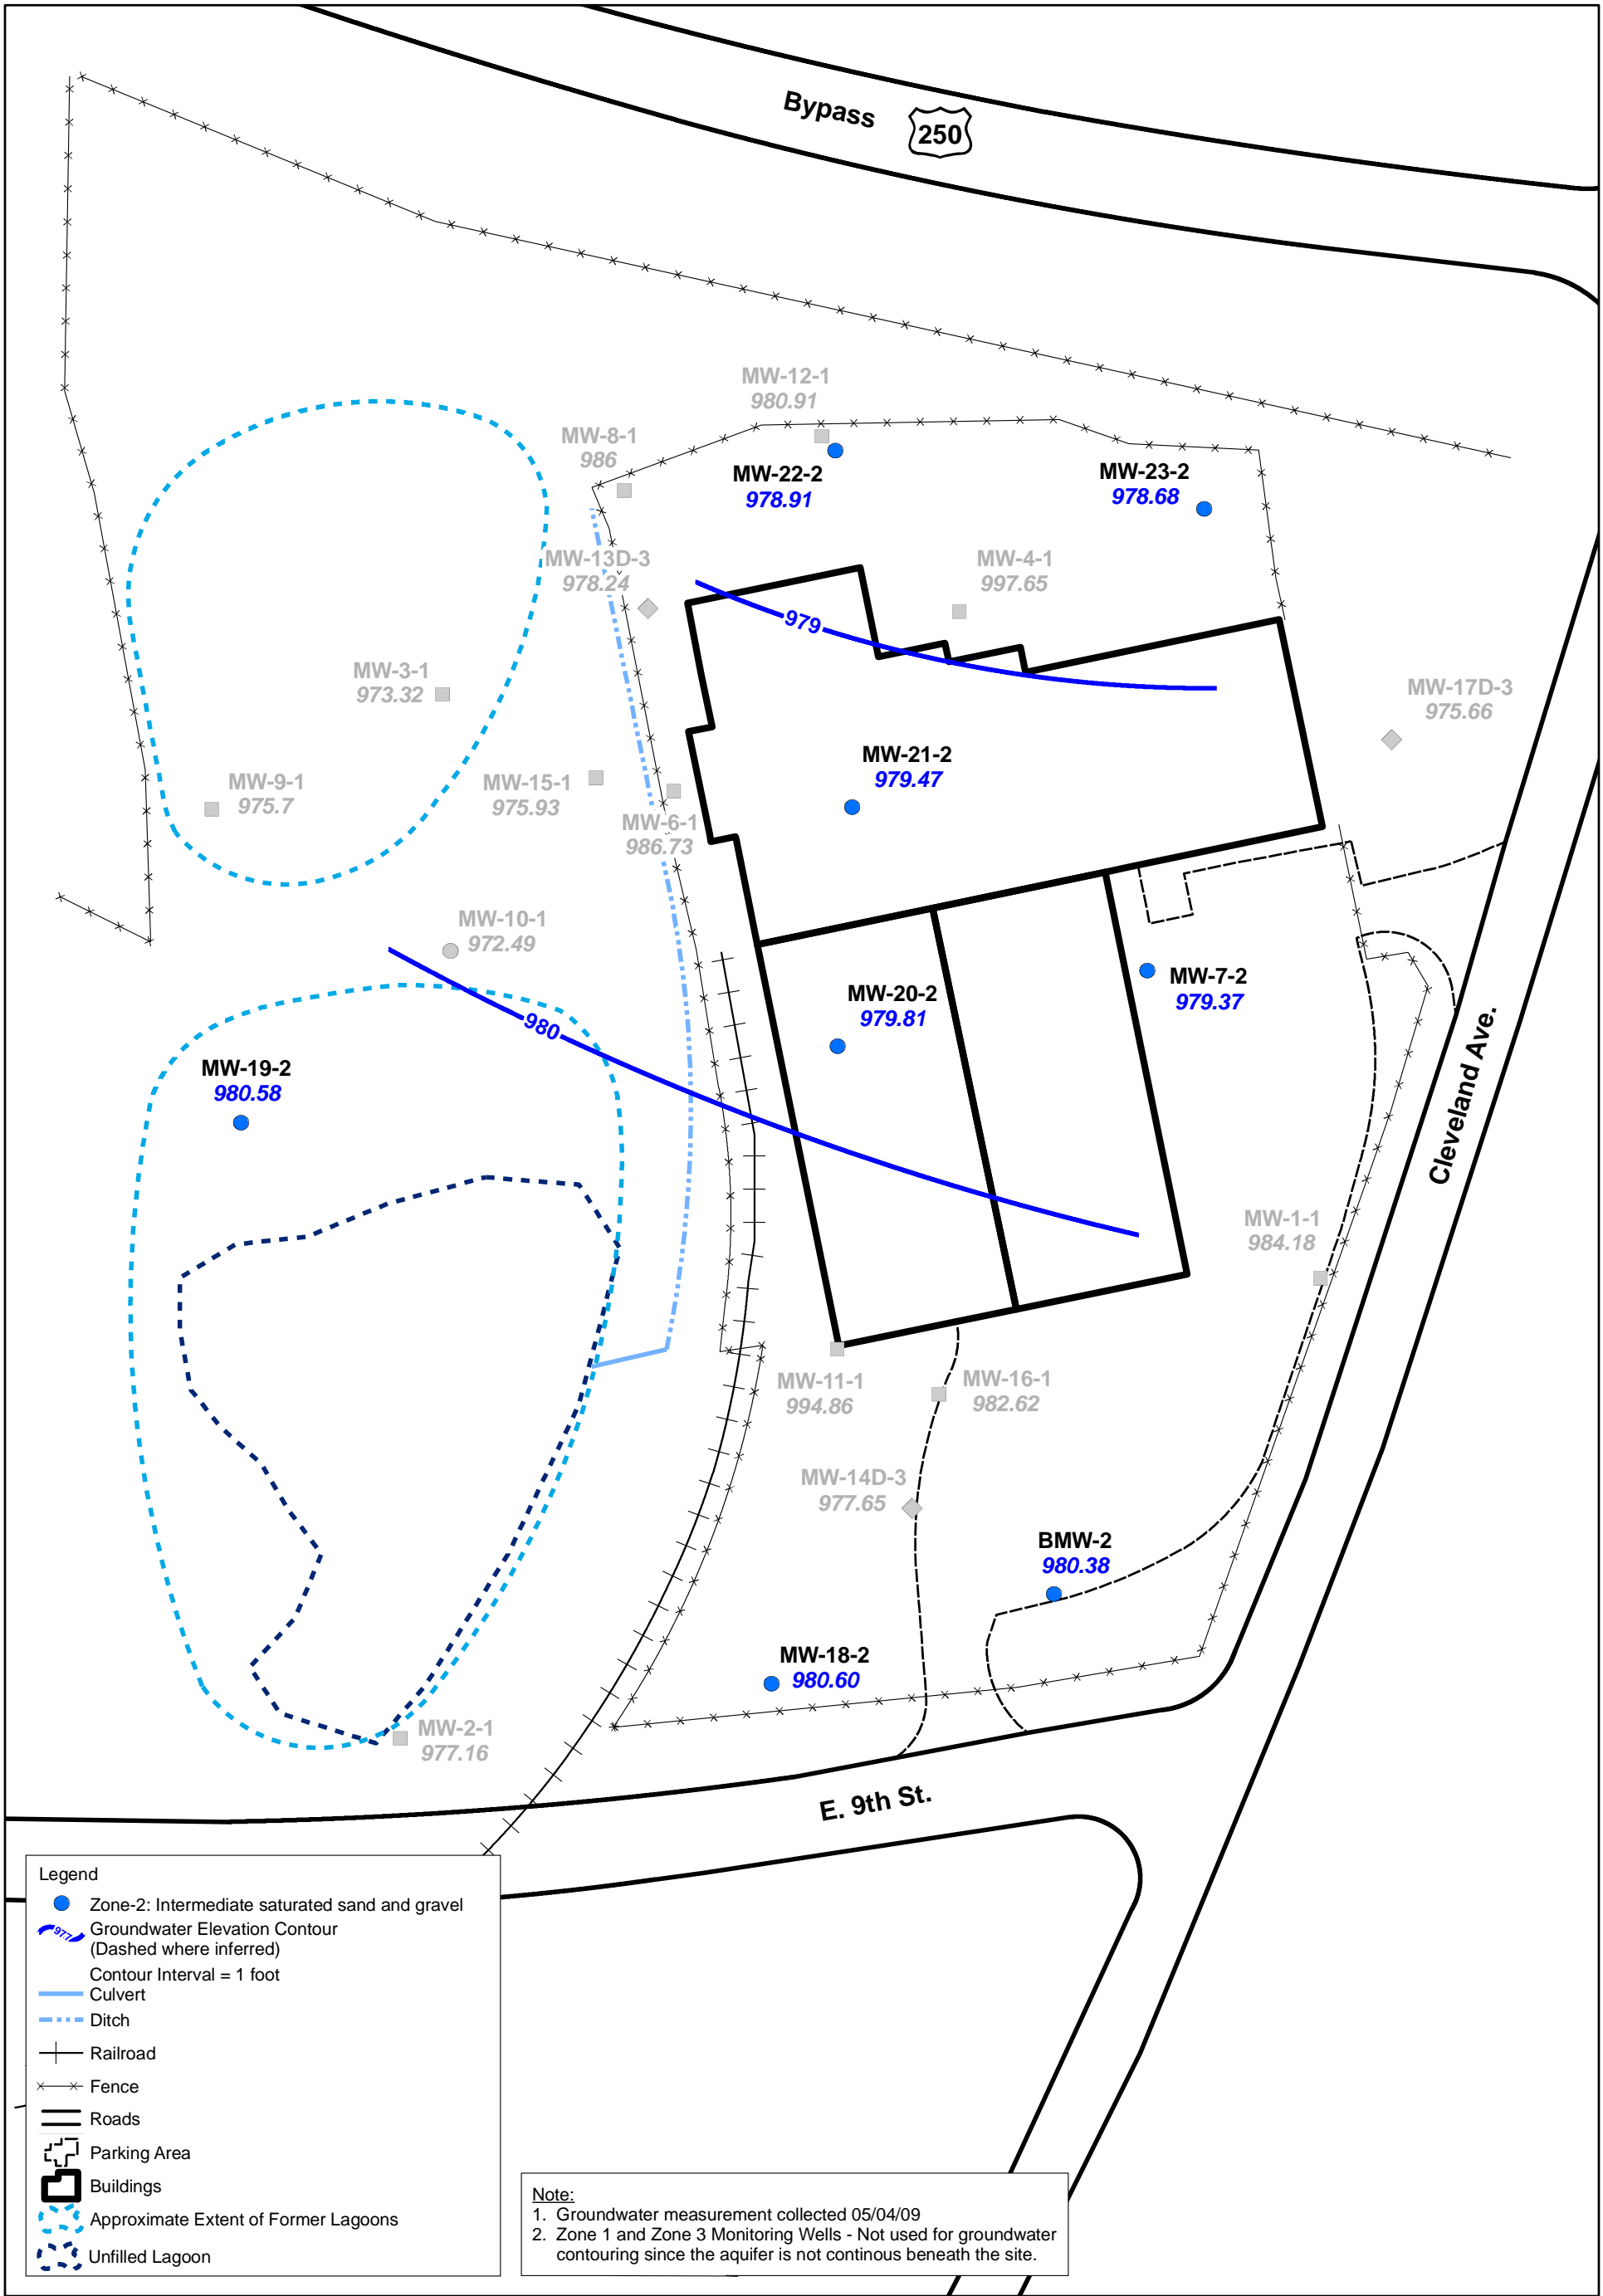 Bypass
250
MW-12-1
980.91
MW-8-1
986
MW-22-2
978.91
MW-23-2
978.68
MW-13D-3
978.24
MW-4-1
997.65
979
MW-3-1
973.32
MW-17D-3
975.66
MW-21-2
979.47
MW-9-1
975.7
MW-15-1
975.93
MW-6-1
986.73
MW-10-1
972.49
MW-7-2
979.37
MW-20-2
979.81
980
MW-19-2
980.58
Cleveland Ave.
MW-1-1
984.18
MW-11-1
994.86
MW-16-1
982.62
MW-14D-3
977.65
BMW-2
980.38
MW-18-2
980.60
MW-2-1
977.16
E. 9th St.
Legend
Zone-2: Intermediate saturated sand and gravel
977
Groundwater Elevation Contour
(Dashed where inferred)
Contour Interval = 1 foot
Culvert
Ditch
Railroad
Fence
Roads
Parking Area
Buildings
Approximate Extent of Former Lagoons
Unfilled Lagoon
Note:
1. Groundwater measurement collected 05/04/09
2. Zone 1 and Zone 3 Monitoring Wells - Not used for groundwater
contouring since the aquifer is not continous beneath the site.